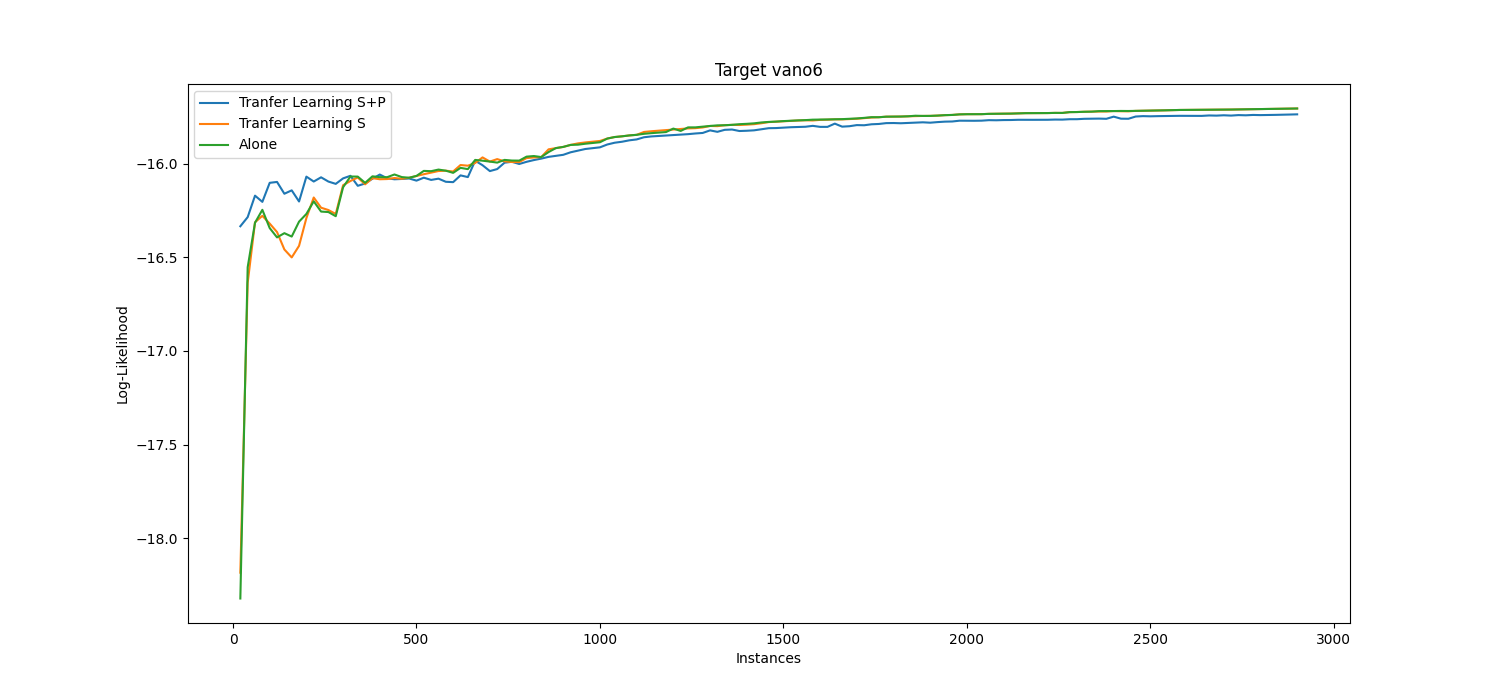 Target vano6
Tranfer Learning S+P
Tranfer Learning S
Alone
Log-Likelihood
−16.0
−16.5
−17.0
−17.5
−18.0
0 500 1000 1500 2000 2500 3000
Instances